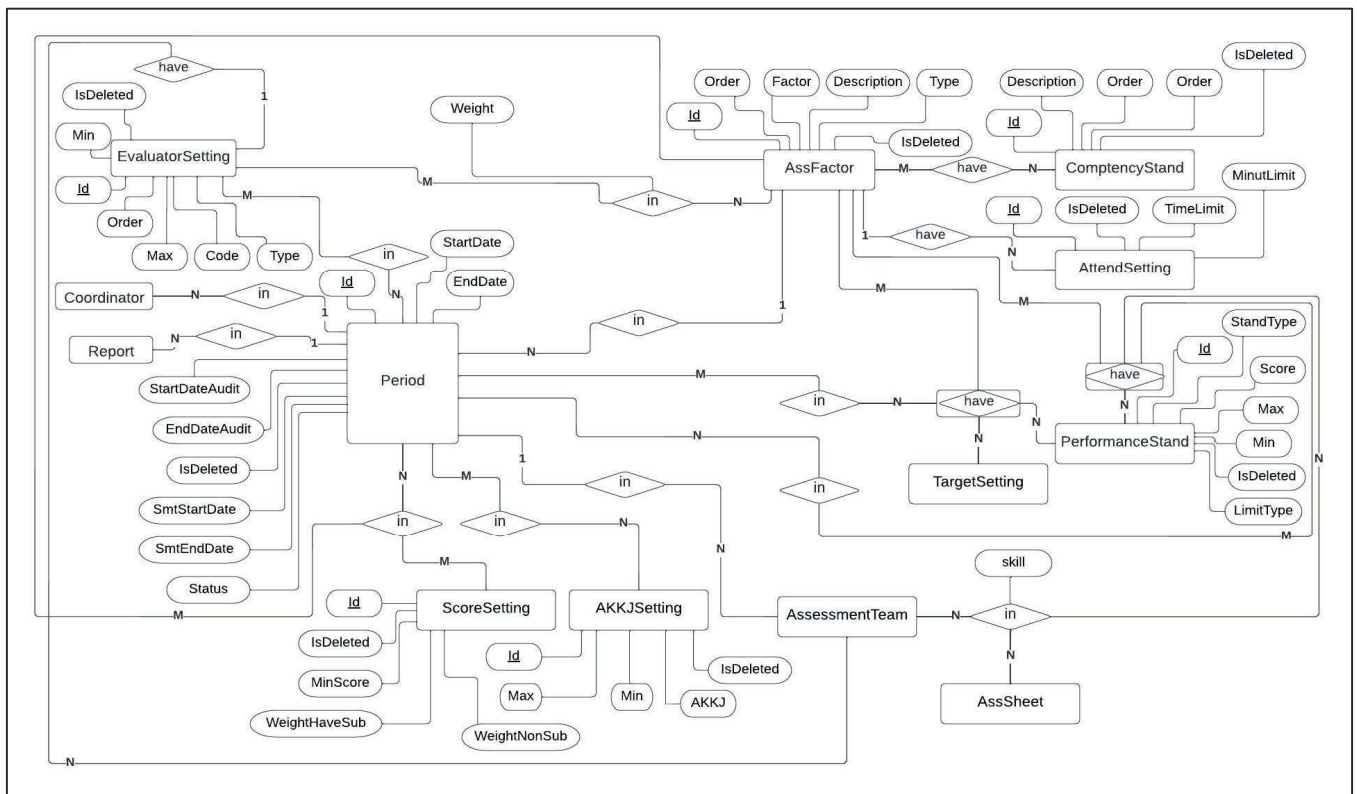 have
IsDeleted
1
Min
EvaluatorSetting
Id
Order
Max
Code
Type
M
M
Weight
in
N
in
N
Order
Factor
Description
Type
Id
IsDeleted
AssFactor
M
have
N
Description
Order
Order
IsDeleted
Id
ComptencyStand
MinutLimit
Id
IsDeleted
TimeLimit
1
have
N
AttendSetting
StartDate
Id
EndDate
Coordinator
N
in
1
Report
N
in
1
Period
StartDateAudit
EndDateAudit
IsDeleted
SmtStartDate
SmtEndDate
Status
N
in
1
M
M
M
in
N
have
N
N
TargetSetting
have
N
StandType
Id
Score
Max
Min
IsDeleted
LimitType
PerformanceStand
N
in
M
N
1
in
N
N
in
M
M
M
in
N
Id
ScoreSetting
IsDeleted
MinScore
WeightHaveSub
WeightNonSub
AKKJSetting
Id
Max
Min
AKKJ
IsDeleted
AssessmentTeam
N
skill
in
N
AssSheet
N